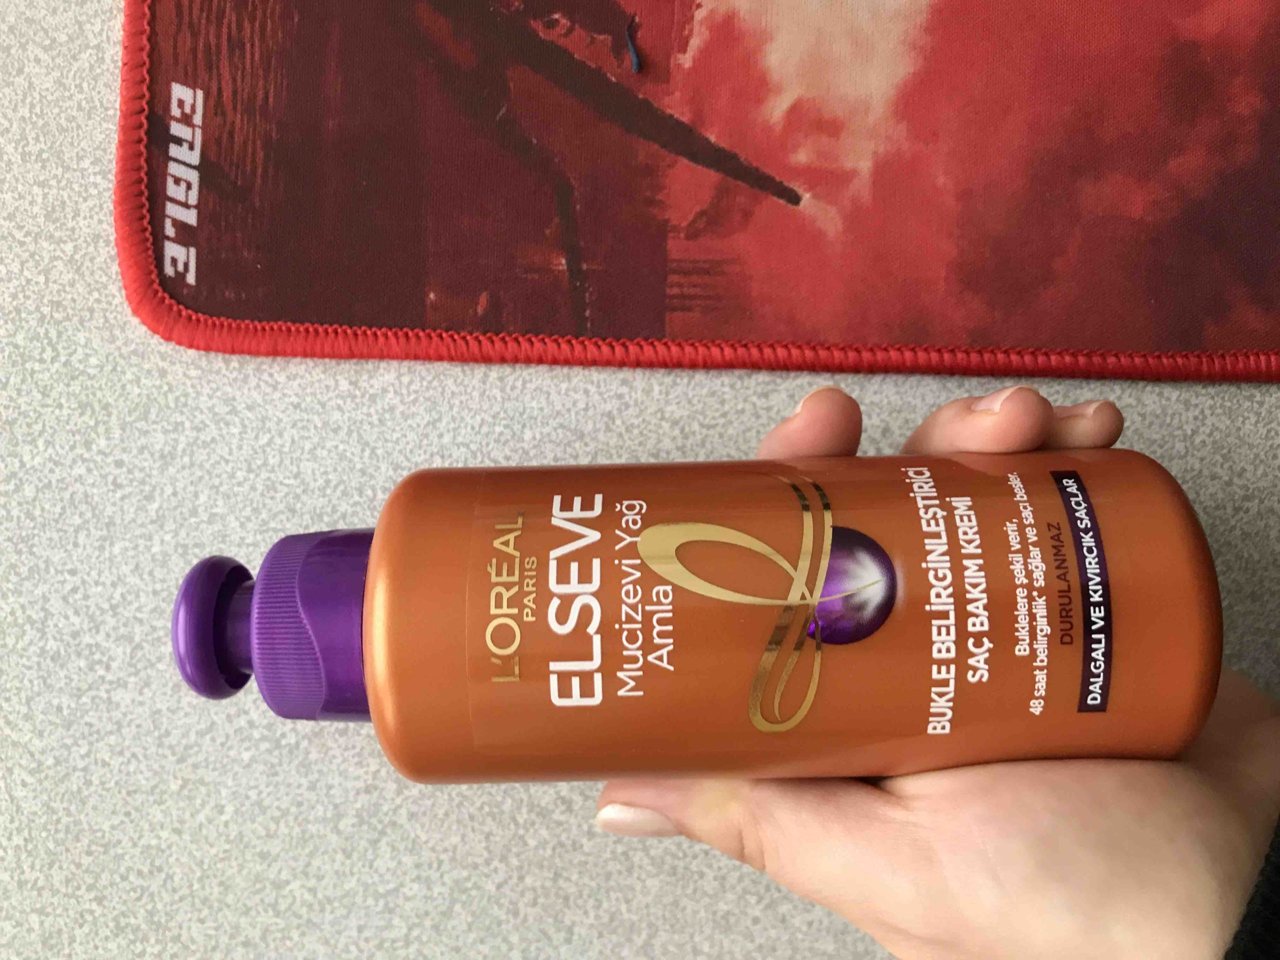 ERGLE
L'ORÉAL
PARIS
ELSEVE
Mucizevi Yağ
Amla
BUKLE BELİRGİNLEŞTİRİCİ
SAÇ BAKIM KREMİ
Buklelere şekil verir,
48 saat belirginlik* sağlar ve saçı besler.
DURULANMAZ
DALGALI VE KIVIRCIK SAÇLAR